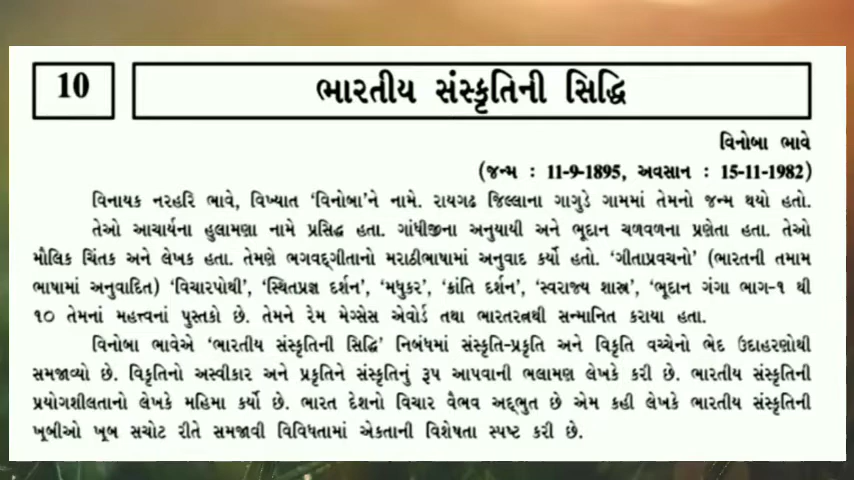 10
ભારતીય સંસ્કૃતિની સિદ્ધિ
વિનોબા ભાવે
(જન્મ : 11-9-1895, અવસાન : 15-11-1982)
વિનાયક નરહરિ ભાવે, વિખ્યાત ‘વિનોબા’ને નામે. રાયગઢ જિલ્લાના ગાગુડે ગામમાં તેમનો જન્મ થયો હતો.
તેઓ આચાર્યના હુલામણા નામે પ્રસિદ્ધ હતા. ગાંધીજીના અનુયાયી અને ભૂદાન ચળવળના પ્રણેતા હતા. તેઓ
મૌલિક ચિંતક અને લેખક હતા. તેમણે ભગવદ્ગીતાનો મરાઠીભાષામાં અનુવાદ કર્યો હતો. ‘ગીતાપ્રવચનો’ (ભારતની તમામ
ભાષામાં અનુવાદિત) ‘વિચારપોથી’, ‘સ્થિતપ્રજ્ઞ દર્શન’, ‘મધુકર’, ‘ક્રાંતિ દર્શન’, ‘સ્વરાજ્ય શાસ્ત્ર’, ‘ભૂદાન ગંગા ભાગ-૧ થી
૧૦ તેમનાં મહત્ત્વનાં પુસ્તકો છે. તેમને રેમ મેગ્સેસ એવોર્ડ તથા ભારતરત્નથી સન્માનિત કરાયા હતા.
વિનોબા ભાવેએ ‘ભારતીય સંસ્કૃતિની સિદ્ધિ’ નિબંધમાં સંસ્કૃતિ-પ્રકૃતિ અને વિકૃતિ વચ્ચેનો ભેદ ઉદાહરણોથી
સમજાવ્યો છે. વિકૃતિનો અસ્વીકાર અને પ્રકૃતિને સંસ્કૃતિનું રૂપ આપવાની ભલામણ લેખકે કરી છે. ભારતીય સંસ્કૃતિની
પ્રયોગશીલતાનો લેખકે મહિમા કર્યો છે. ભારત દેશનો વિચાર વૈભવ અદ્ભુત છે એમ કહી લેખકે ભારતીય સંસ્કૃતિની
ખૂબીઓ ખૂબ સચોટ રીતે સમજાવી વિવિધતામાં એકતાની વિશેષતા સ્પષ્ટ કરી છે.